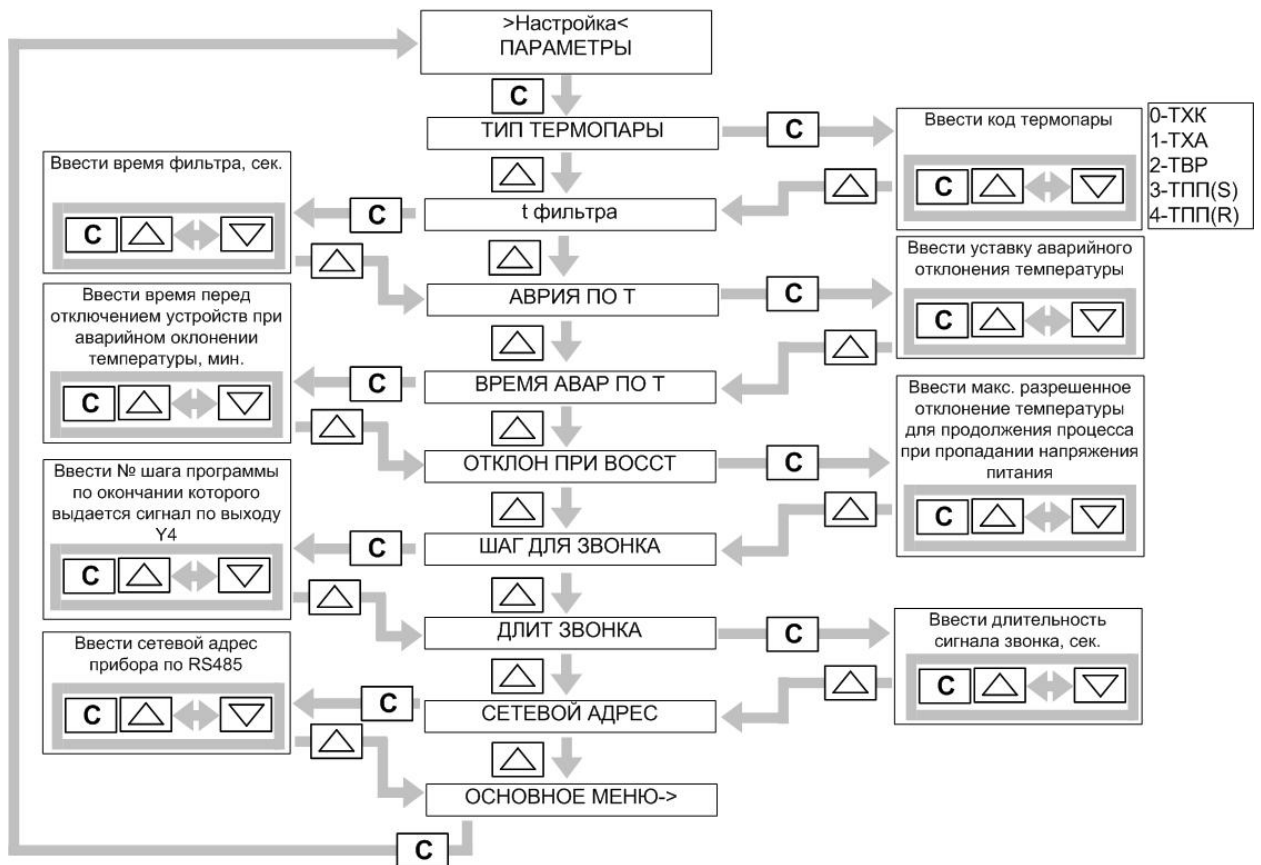 >Настройка<
ПАРАМЕТРЫ
C
ТИП ТЕРМОПАРЫ
C
Ввести код термопары
C
0-ТХК
1-ТХА
2-ТВР
3-ТПП(S)
4-ТПП(R)
Ввести время фильтра, сек.
C
C
t фильтра
Ввести уставку аварийного
отклонения температуры
C
АВРИЯ ПО Т
C
Ввести время перед
отключением устройств при
аварийном оклонении
температуры, мин.
C
C
ВРЕМЯ АВАР ПО Т
Ввести макс. разрешенное
отклонение температуры
для продолжения процесса
при пропадании напряжения
питания
C
ОТКЛОН ПРИ ВОССТ
C
Ввести № шага программы
по окончании которого
выдается сигнал по выходу
Y4
C
C
ШАГ ДЛЯ ЗВОНКА
ДЛИТ ЗВОНКА
C
Ввести длительность
сигнала звонка, сек.
C
Ввести сетевой адрес
прибора по RS485
C
C
СЕТЕВОЙ АДРЕС
ОСНОВНОЕ МЕНЮ->
C